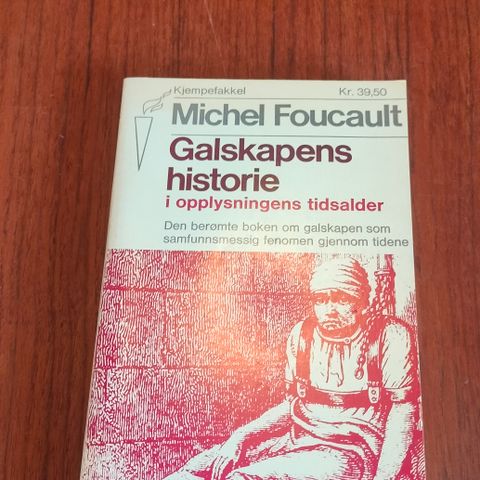 Kjempefakkel Kr. 39,50
Michel Foucault
Galskapens
historie
i opplysningens tidsalder
Den berømte boken om galskapen som
samfunnsmessig fenomen gjennom tidene